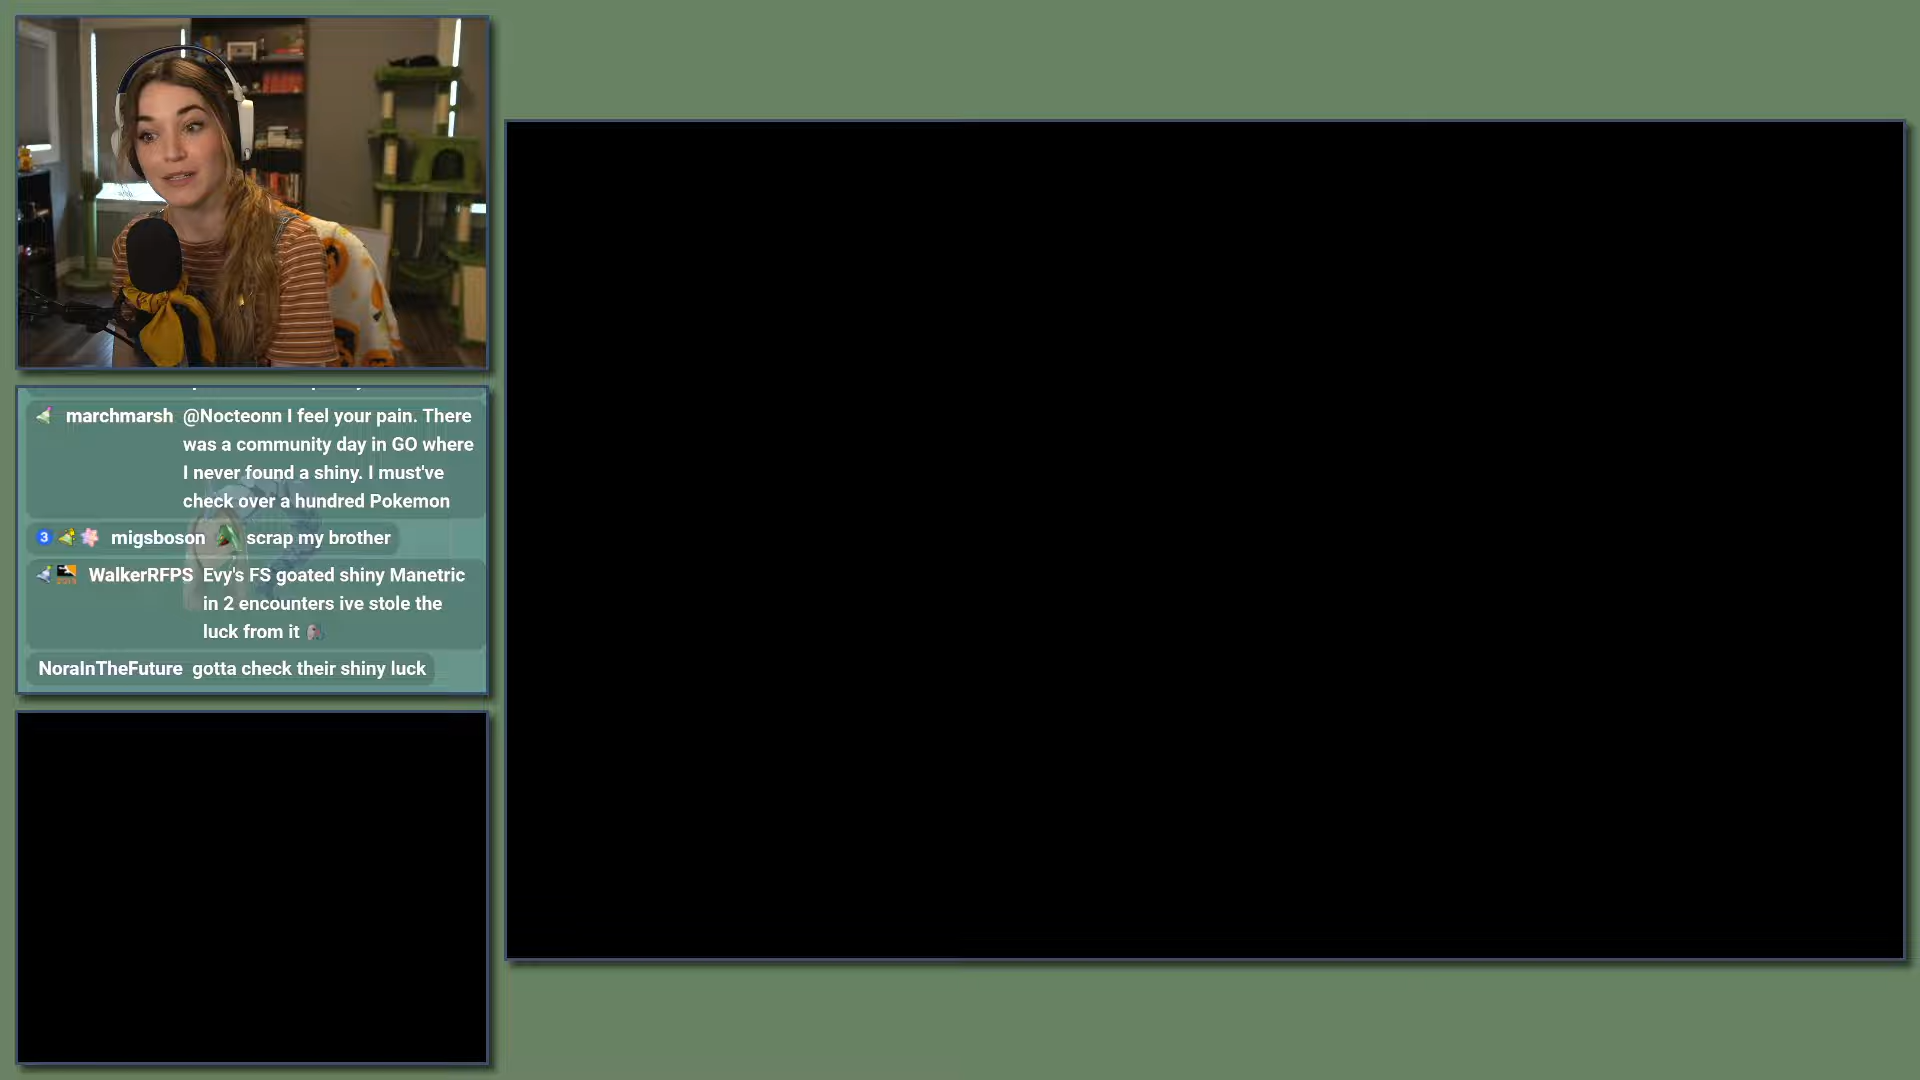 marchmarsh @Nocteonn I feel your pain. There
was a community day in GO where
I never found a shiny. I must've
check over a hundred Pokemon
3 migsboson scrap my brother
WalkerRFPS Evy's FS goated shiny Manetric
in 2 encounters ive stole the
luck from it
NoraInTheFuture gotta check their shiny luck